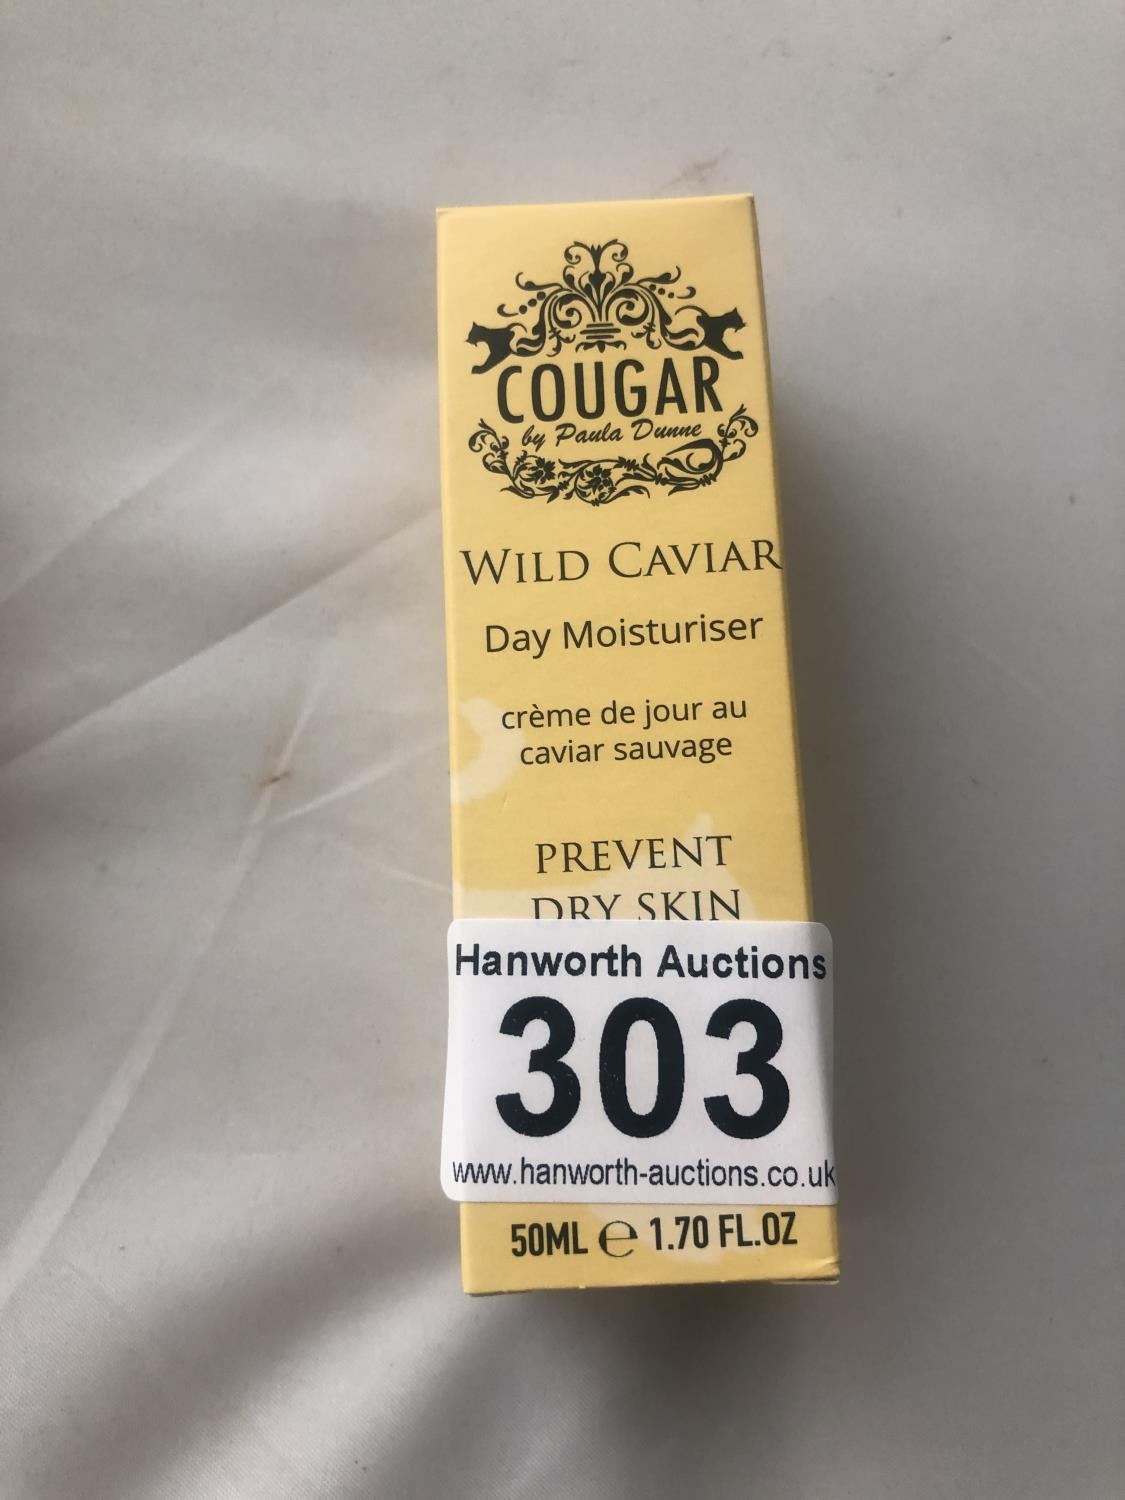 COUGAR
by Paula Dunne
WILD CAVIAR
Day Moisturiser
crème de jour au
caviar sauvage
PREVENT
DRY SKIN
Hanworth Auctions
303
www.hanworth-auctions.co.uk
50ML ℮ 1.70 FL.OZ